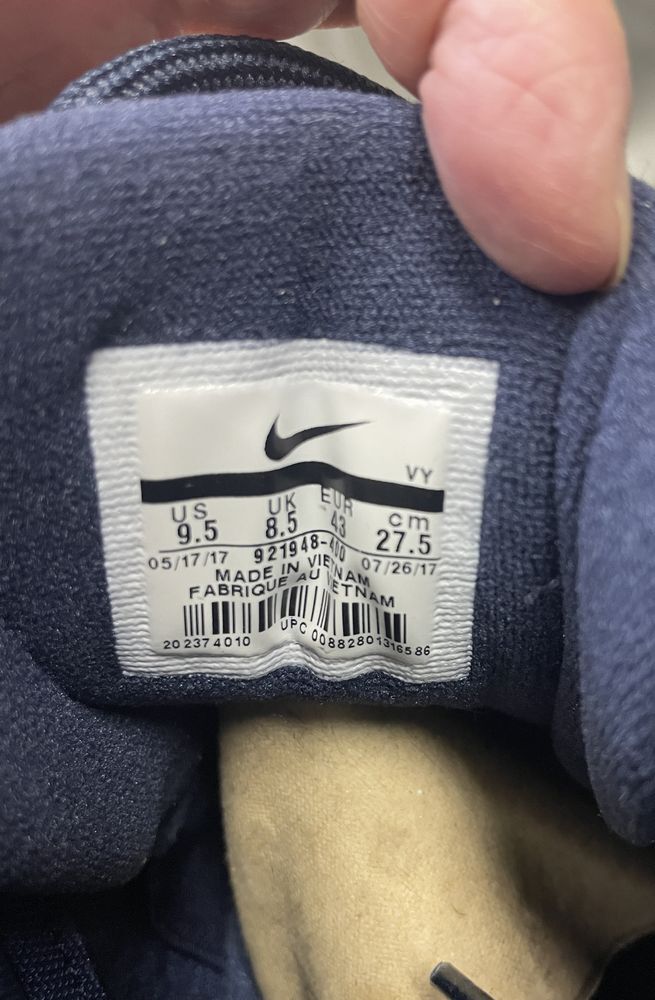 VY
US UK EUR cm
9.5 8.5 43 27.5
05/17/17 921948-400 07/26/17
MADE IN VIETNAM
FABRIQUE AU VIETNAM
202374010 UPC 00882801316586